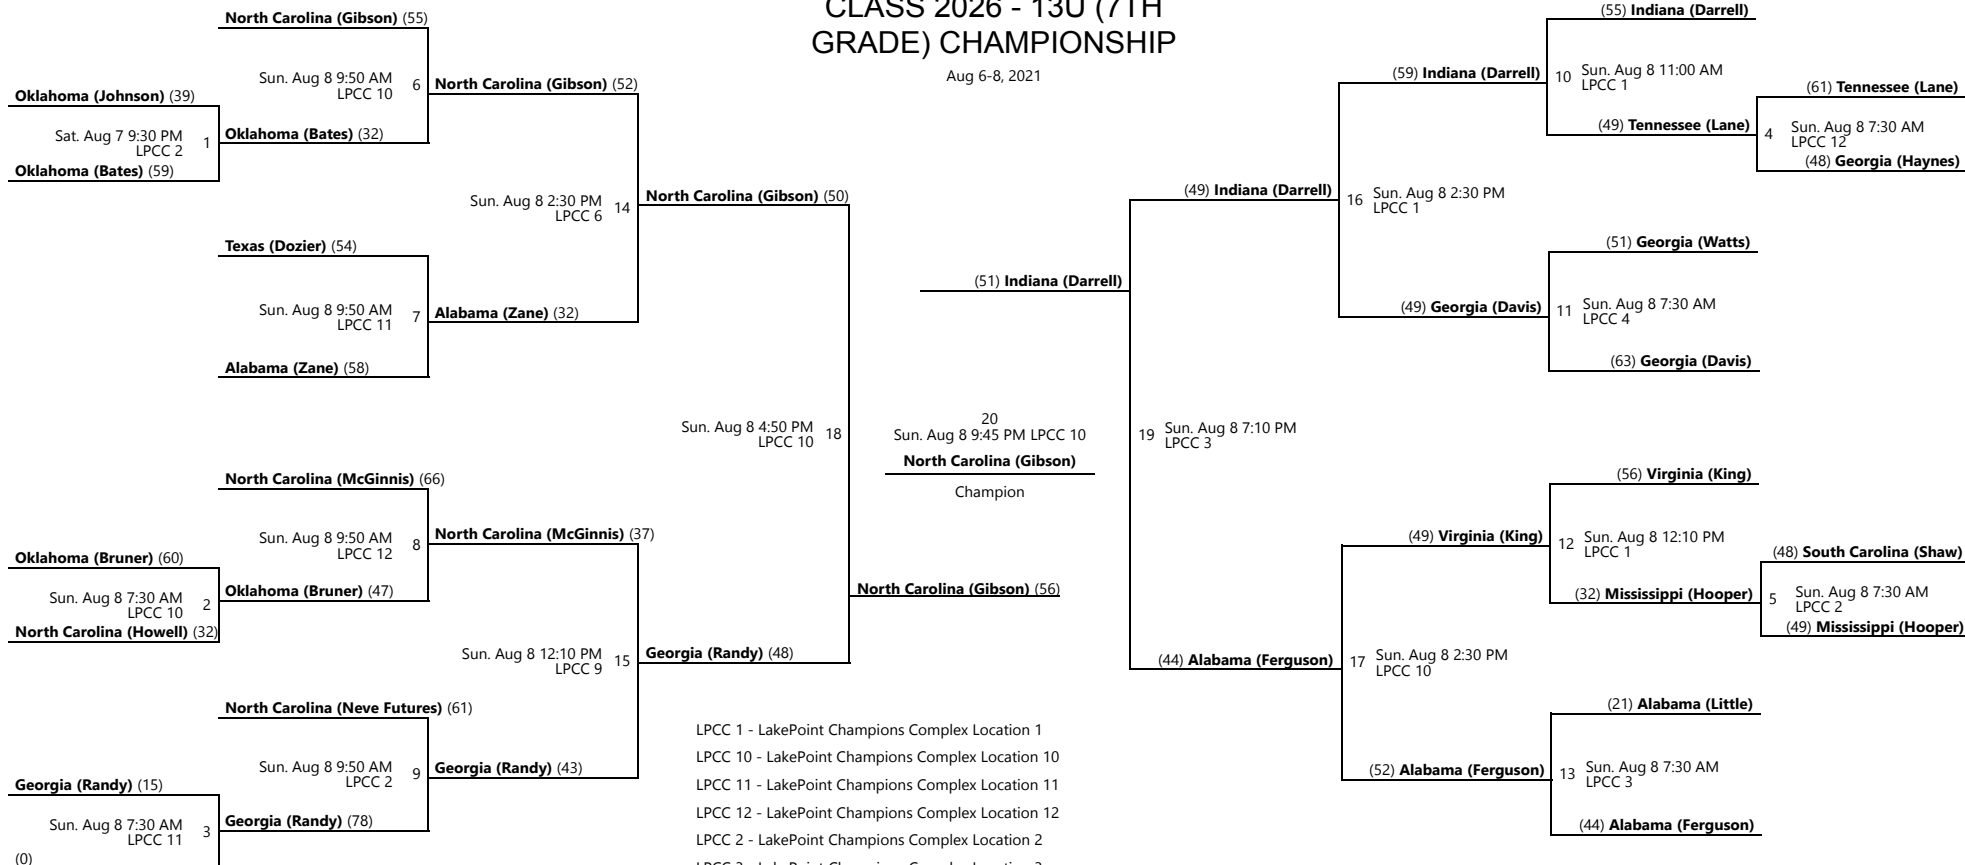 CLASS 2026 - 13U (7TH
GRADE) CHAMPIONSHIP
Aug 6-8, 2021
North Carolina (Gibson) (55)
Sun. Aug 8 9:50 AM
LPCC 10
6
North Carolina (Gibson) (52)
Oklahoma (Johnson) (39)
Sat. Aug 7 9:30 PM
LPCC 2
1
Oklahoma (Bates) (32)
Oklahoma (Bates) (59)
Sun. Aug 8 2:30 PM
LPCC 6
14
North Carolina (Gibson) (50)
Texas (Dozier) (54)
Sun. Aug 8 9:50 AM
LPCC 11
7
Alabama (Zane) (32)
Alabama (Zane) (58)
Sun. Aug 8 4:50 PM
LPCC 10
18
North Carolina (McGinnis) (66)
Sun. Aug 8 9:50 AM
LPCC 12
8
North Carolina (McGinnis) (37)
Oklahoma (Bruner) (60)
Sun. Aug 8 7:30 AM
LPCC 10
2
Oklahoma (Bruner) (47)
North Carolina (Howell) (32)
North Carolina (Gibson) (56)
Sun. Aug 8 12:10 PM
LPCC 9
15
Georgia (Randy) (48)
North Carolina (Neve Futures) (61)
Sun. Aug 8 9:50 AM
LPCC 2
9
Georgia (Randy) (43)
Georgia (Randy) (15)
Sun. Aug 8 7:30 AM
LPCC 11
3
Georgia (Randy) (78)
(0)
(51) Indiana (Darrell)
20
Sun. Aug 8 9:45 PM LPCC 10
North Carolina (Gibson)
Champion
(55) Indiana (Darrell)
(59) Indiana (Darrell)
10
Sun. Aug 8 11:00 AM
LPCC 1
(61) Tennessee (Lane)
(49) Tennessee (Lane)
4
Sun. Aug 8 7:30 AM
LPCC 12
(48) Georgia (Haynes)
(49) Indiana (Darrell)
16
Sun. Aug 8 2:30 PM
LPCC 1
(51) Georgia (Watts)
(49) Georgia (Davis)
11
Sun. Aug 8 7:30 AM
LPCC 4
(63) Georgia (Davis)
19
Sun. Aug 8 7:10 PM
LPCC 3
(56) Virginia (King)
(49) Virginia (King)
12
Sun. Aug 8 12:10 PM
LPCC 1
(48) South Carolina (Shaw)
(32) Mississippi (Hooper)
5
Sun. Aug 8 7:30 AM
LPCC 2
(49) Mississippi (Hooper)
(44) Alabama (Ferguson)
17
Sun. Aug 8 2:30 PM
LPCC 10
(21) Alabama (Little)
(52) Alabama (Ferguson)
13
Sun. Aug 8 7:30 AM
LPCC 3
(44) Alabama (Ferguson)
LPCC 1 - LakePoint Champions Complex Location 1
LPCC 10 - LakePoint Champions Complex Location 10
LPCC 11 - LakePoint Champions Complex Location 11
LPCC 12 - LakePoint Champions Complex Location 12
LPCC 2 - LakePoint Champions Complex Location 2